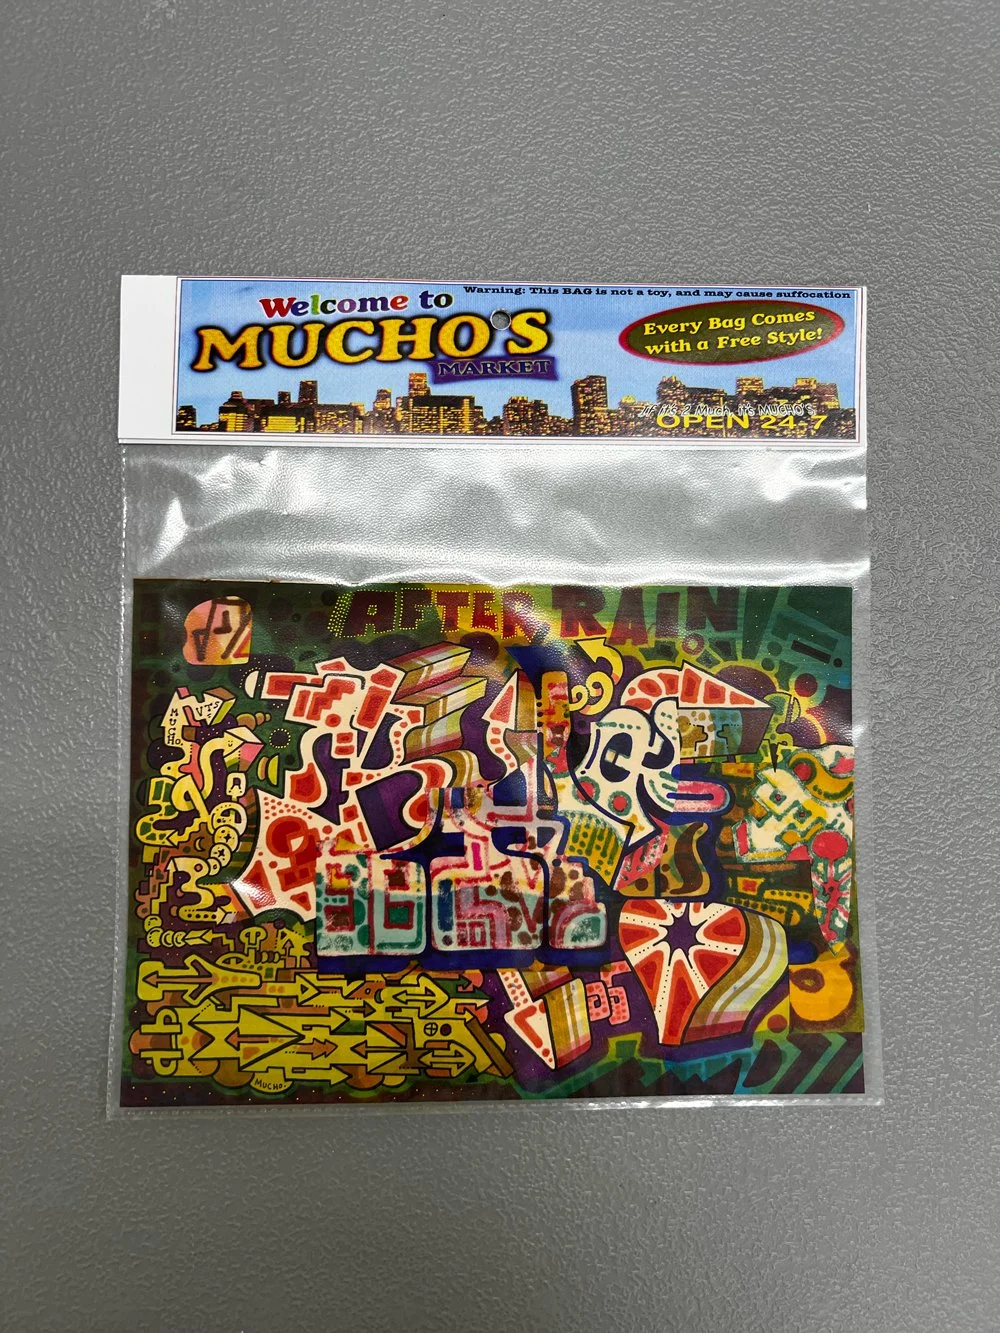 Warning: This BAG is not a toy, and may cause suffocation
Welcome to
MUCHO'S
MARKET
Every Bag Comes
with a Free Style!
If it's 2 Much, it's MUCHO'S
OPEN 24-7
AFTER RAIN
MUCHO
VTS
MUCHO.